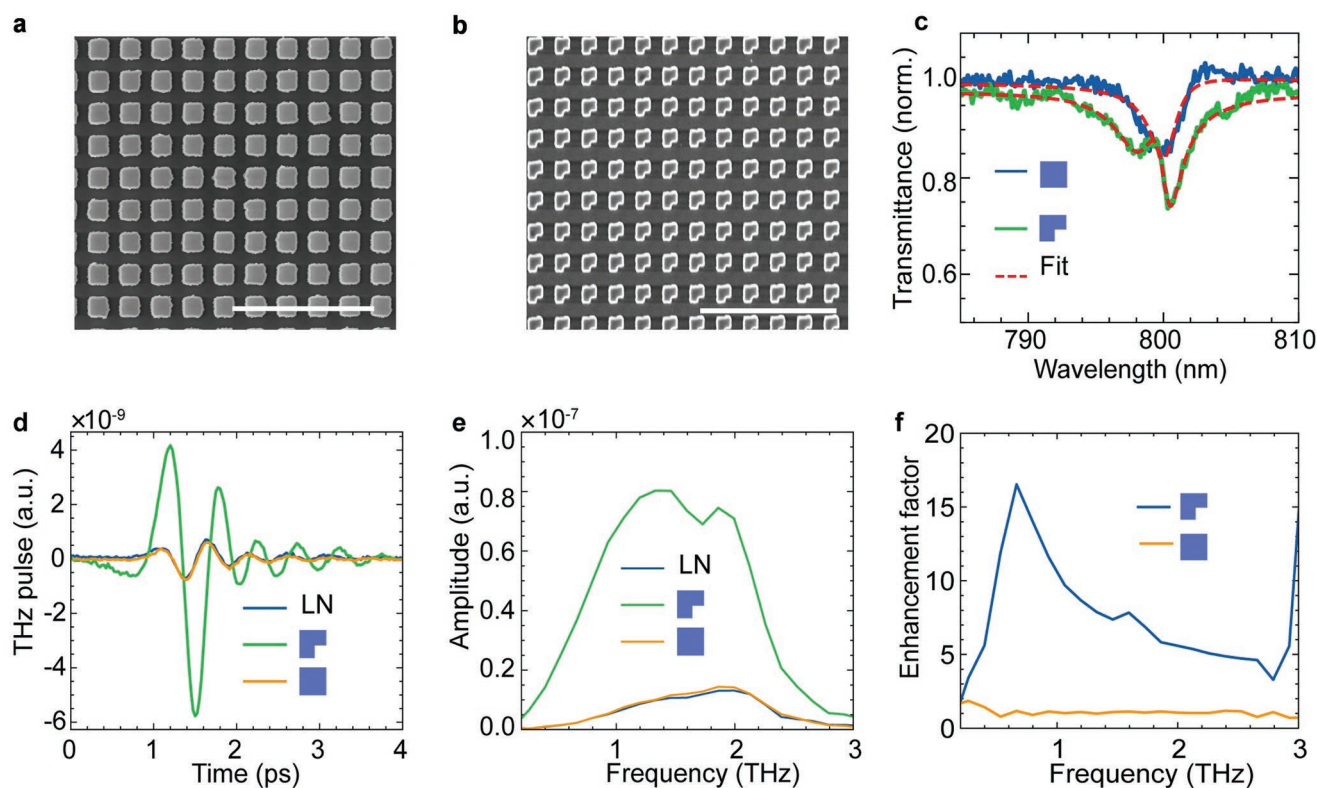 a
b
c
Transmittance (norm.)
1.0
0.8
0.6
Fit
790
800
810
Wavelength (nm)
d
×10-9
THz pulse (a.u.)
4
2
0
-2
-4
-6
LN
0
1
2
3
4
Time (ps)
e
×10-7
Amplitude (a.u.)
1.0
0.8
0.6
0.4
0.2
0.0
LN
1
2
3
Frequency (THz)
f
Enhancement factor
20
15
10
5
0
1
2
3
Frequency (THz)